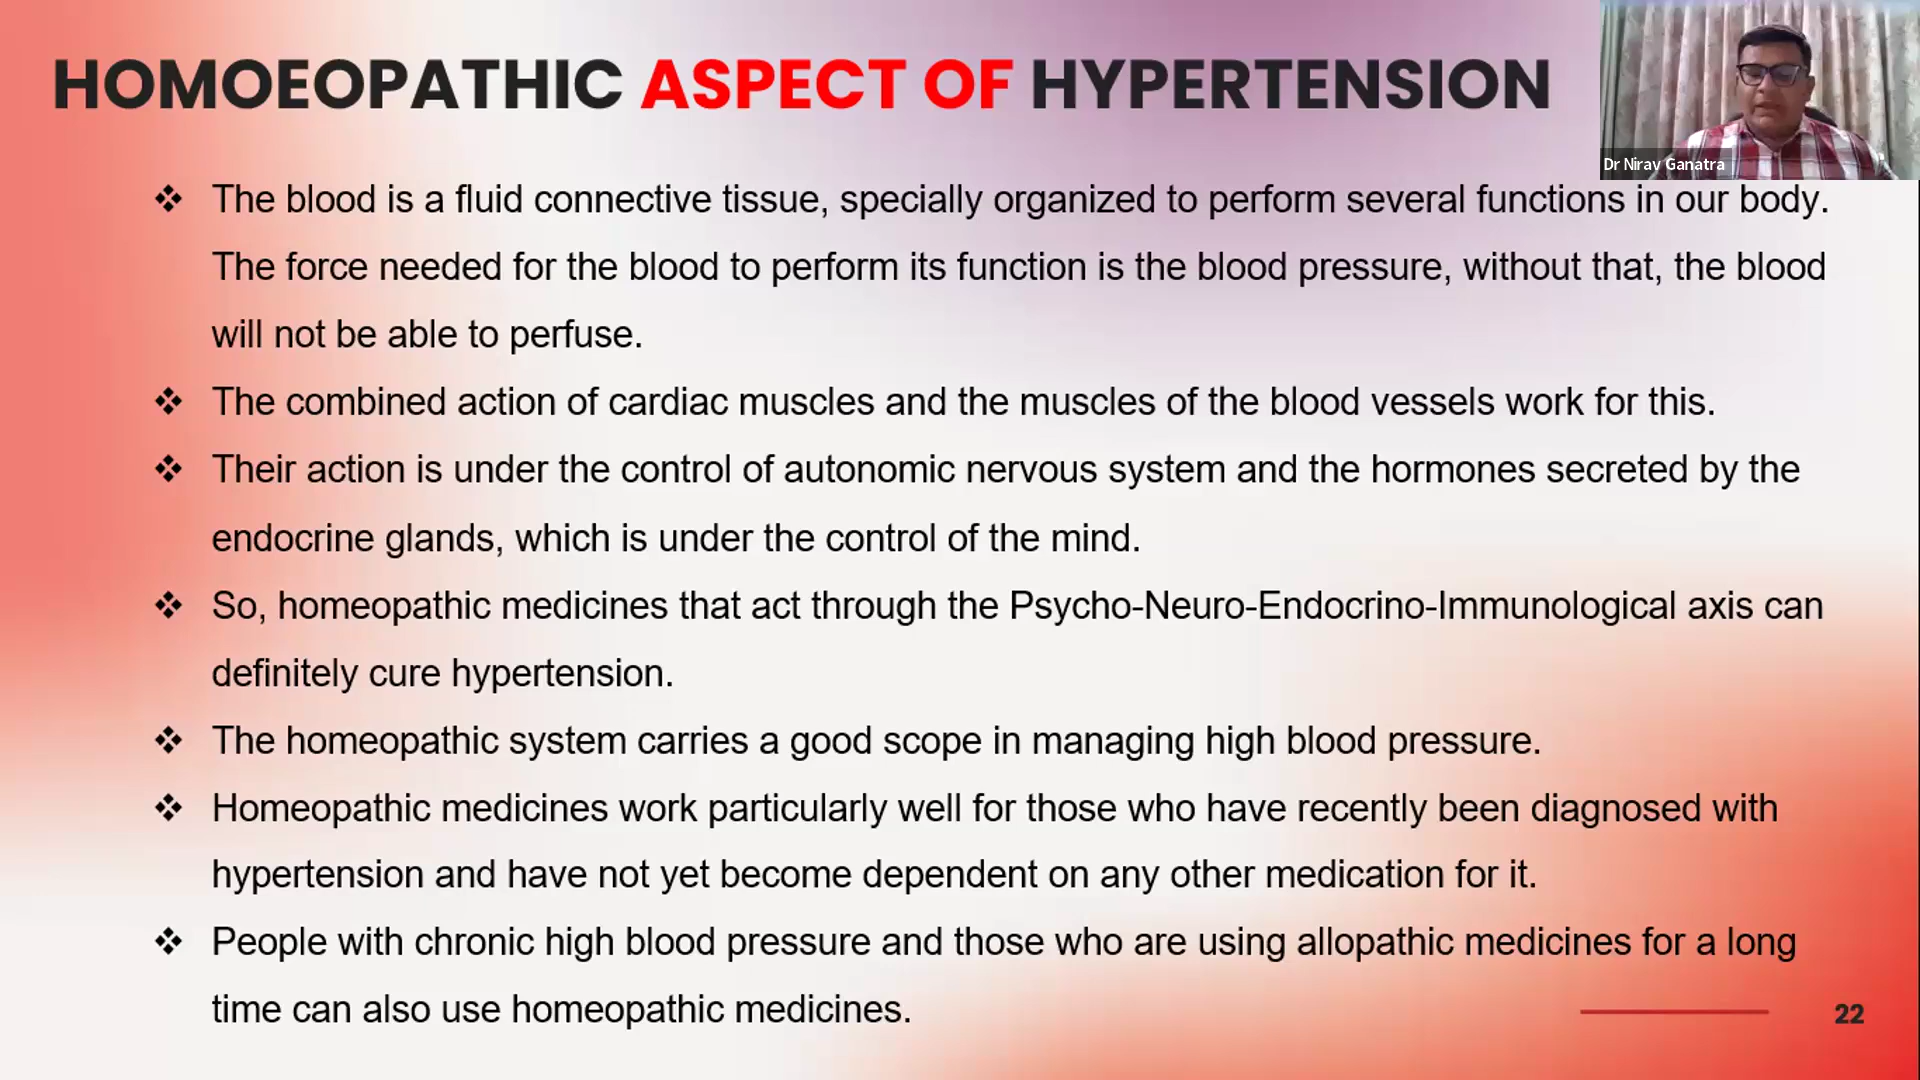 HOMOEOPATHIC ASPECT OF HYPERTENSION
Dr Nirav Ganatra
❖ The blood is a fluid connective tissue, specially organized to perform several functions in our body.
The force needed for the blood to perform its function is the blood pressure, without that, the blood
will not be able to perfuse.
❖ The combined action of cardiac muscles and the muscles of the blood vessels work for this.
❖ Their action is under the control of autonomic nervous system and the hormones secreted by the
endocrine glands, which is under the control of the mind.
❖ So, homeopathic medicines that act through the Psycho-Neuro-Endocrino-Immunological axis can
definitely cure hypertension.
❖ The homeopathic system carries a good scope in managing high blood pressure.
❖ Homeopathic medicines work particularly well for those who have recently been diagnosed with
hypertension and have not yet become dependent on any other medication for it.
❖ People with chronic high blood pressure and those who are using allopathic medicines for a long
time can also use homeopathic medicines.
22